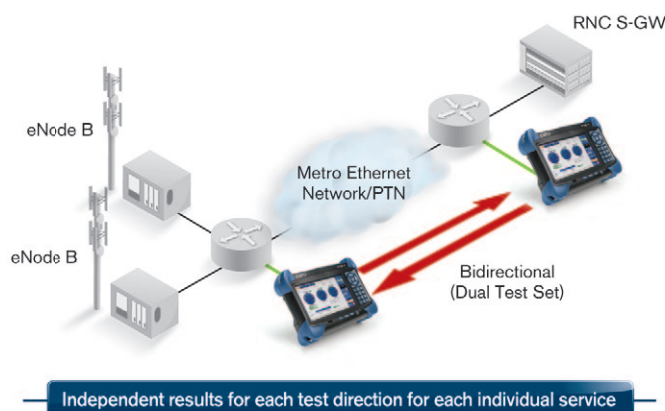 RNC S-GW
eNode B
Metro Ethernet
Network/PTN
eNode B
Bidirectional
(Dual Test Set)
Independent results for each test direction for each individual service